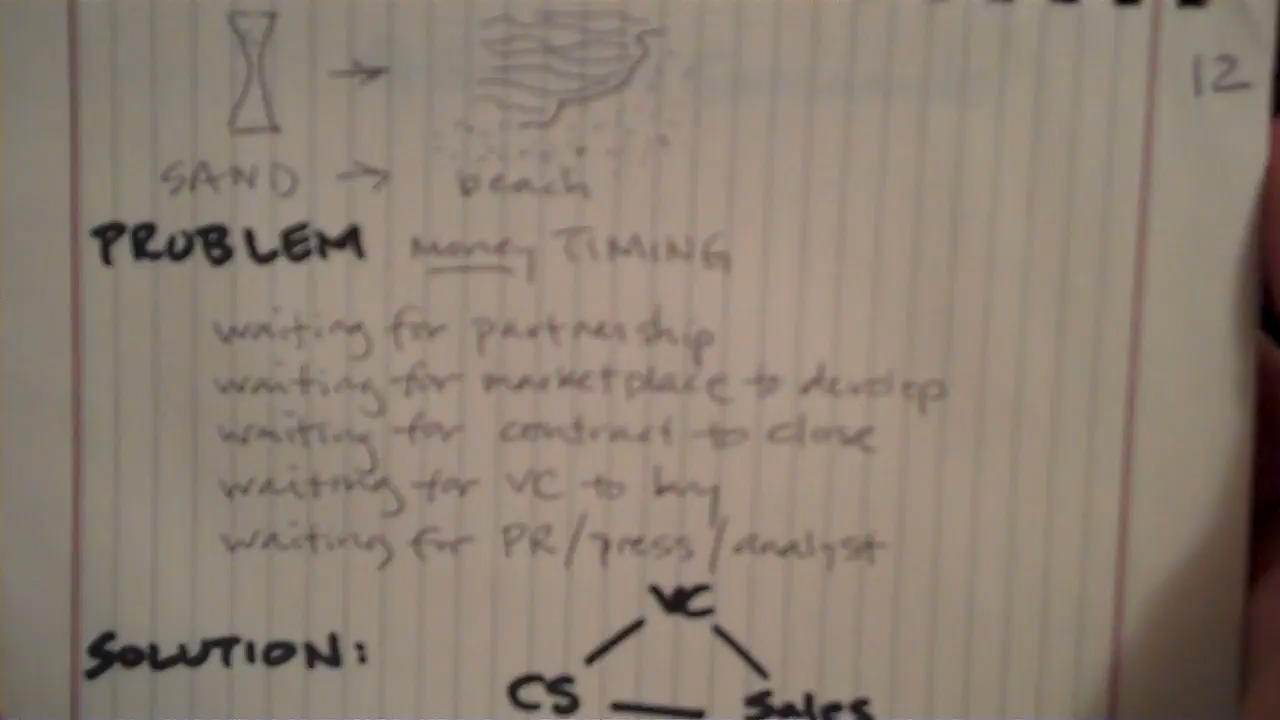 12
SAND → beach
PROBLEM money TIMING
waiting for partnership
waiting for marketplace to develop
waiting for contract to close
waiting for VC to buy
waiting for PR/press/analyst
VC
SOLUTION:
CS Sales